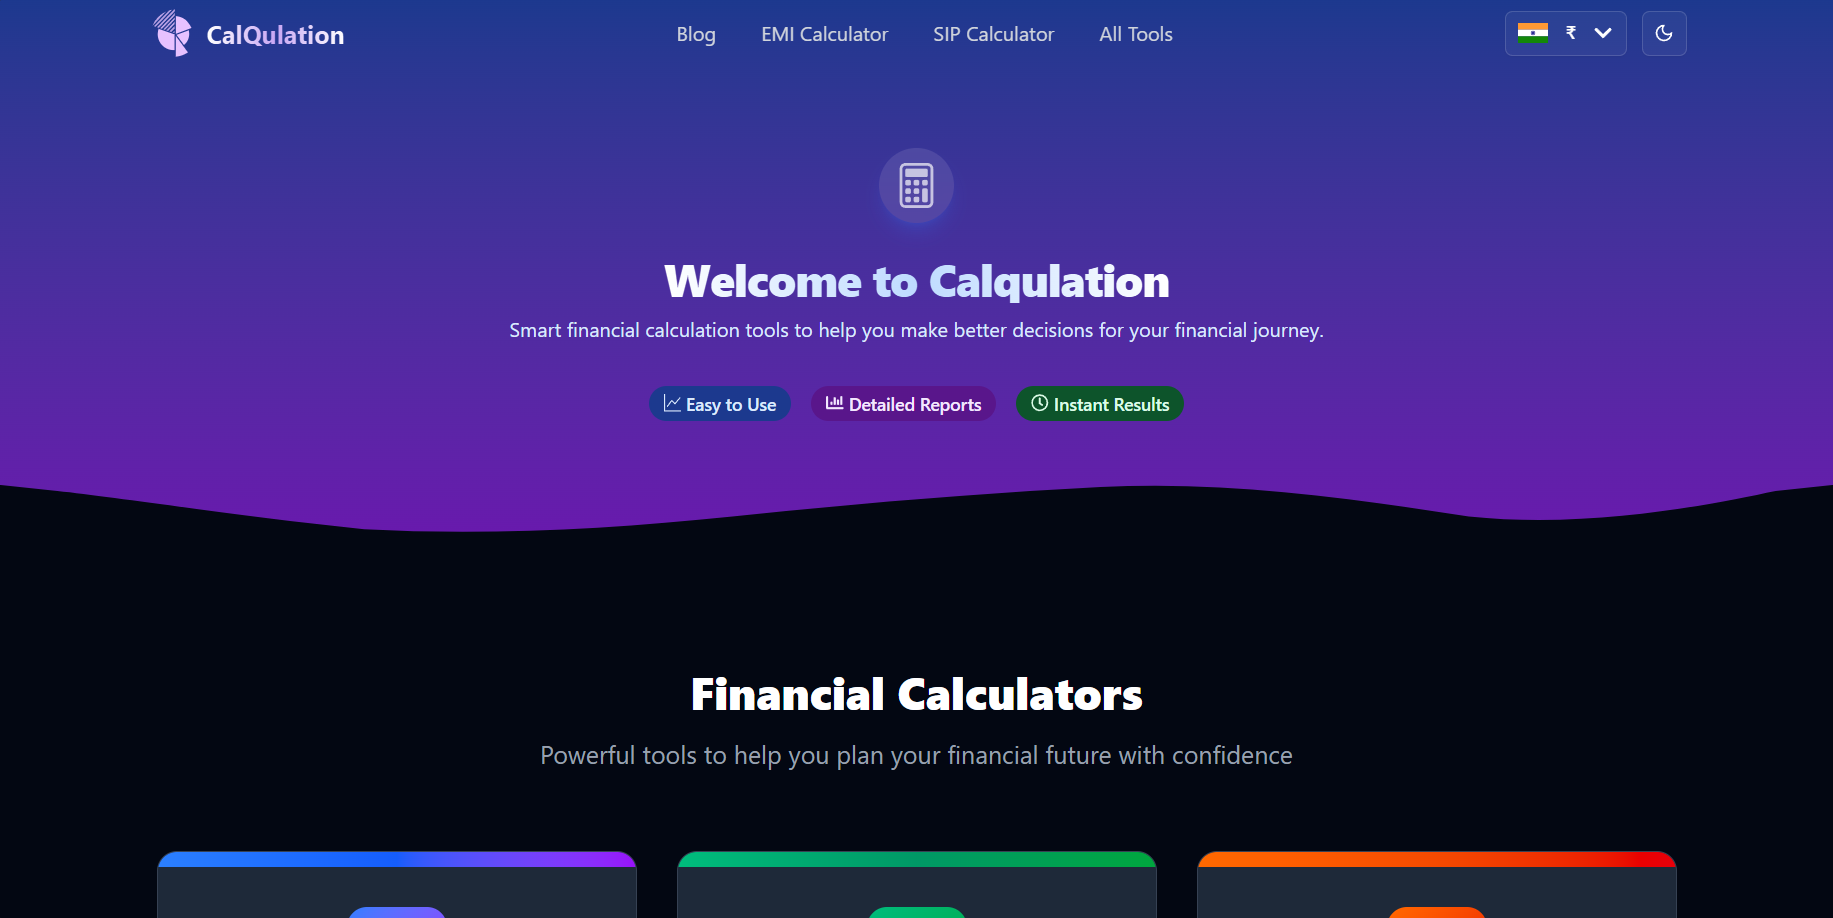 CalQulation
Blog
EMI Calculator
SIP Calculator
All Tools
₹
Welcome to Calqulation
Smart financial calculation tools to help you make better decisions for your financial journey.
Easy to Use
Detailed Reports
Instant Results
Financial Calculators
Powerful tools to help you plan your financial future with confidence